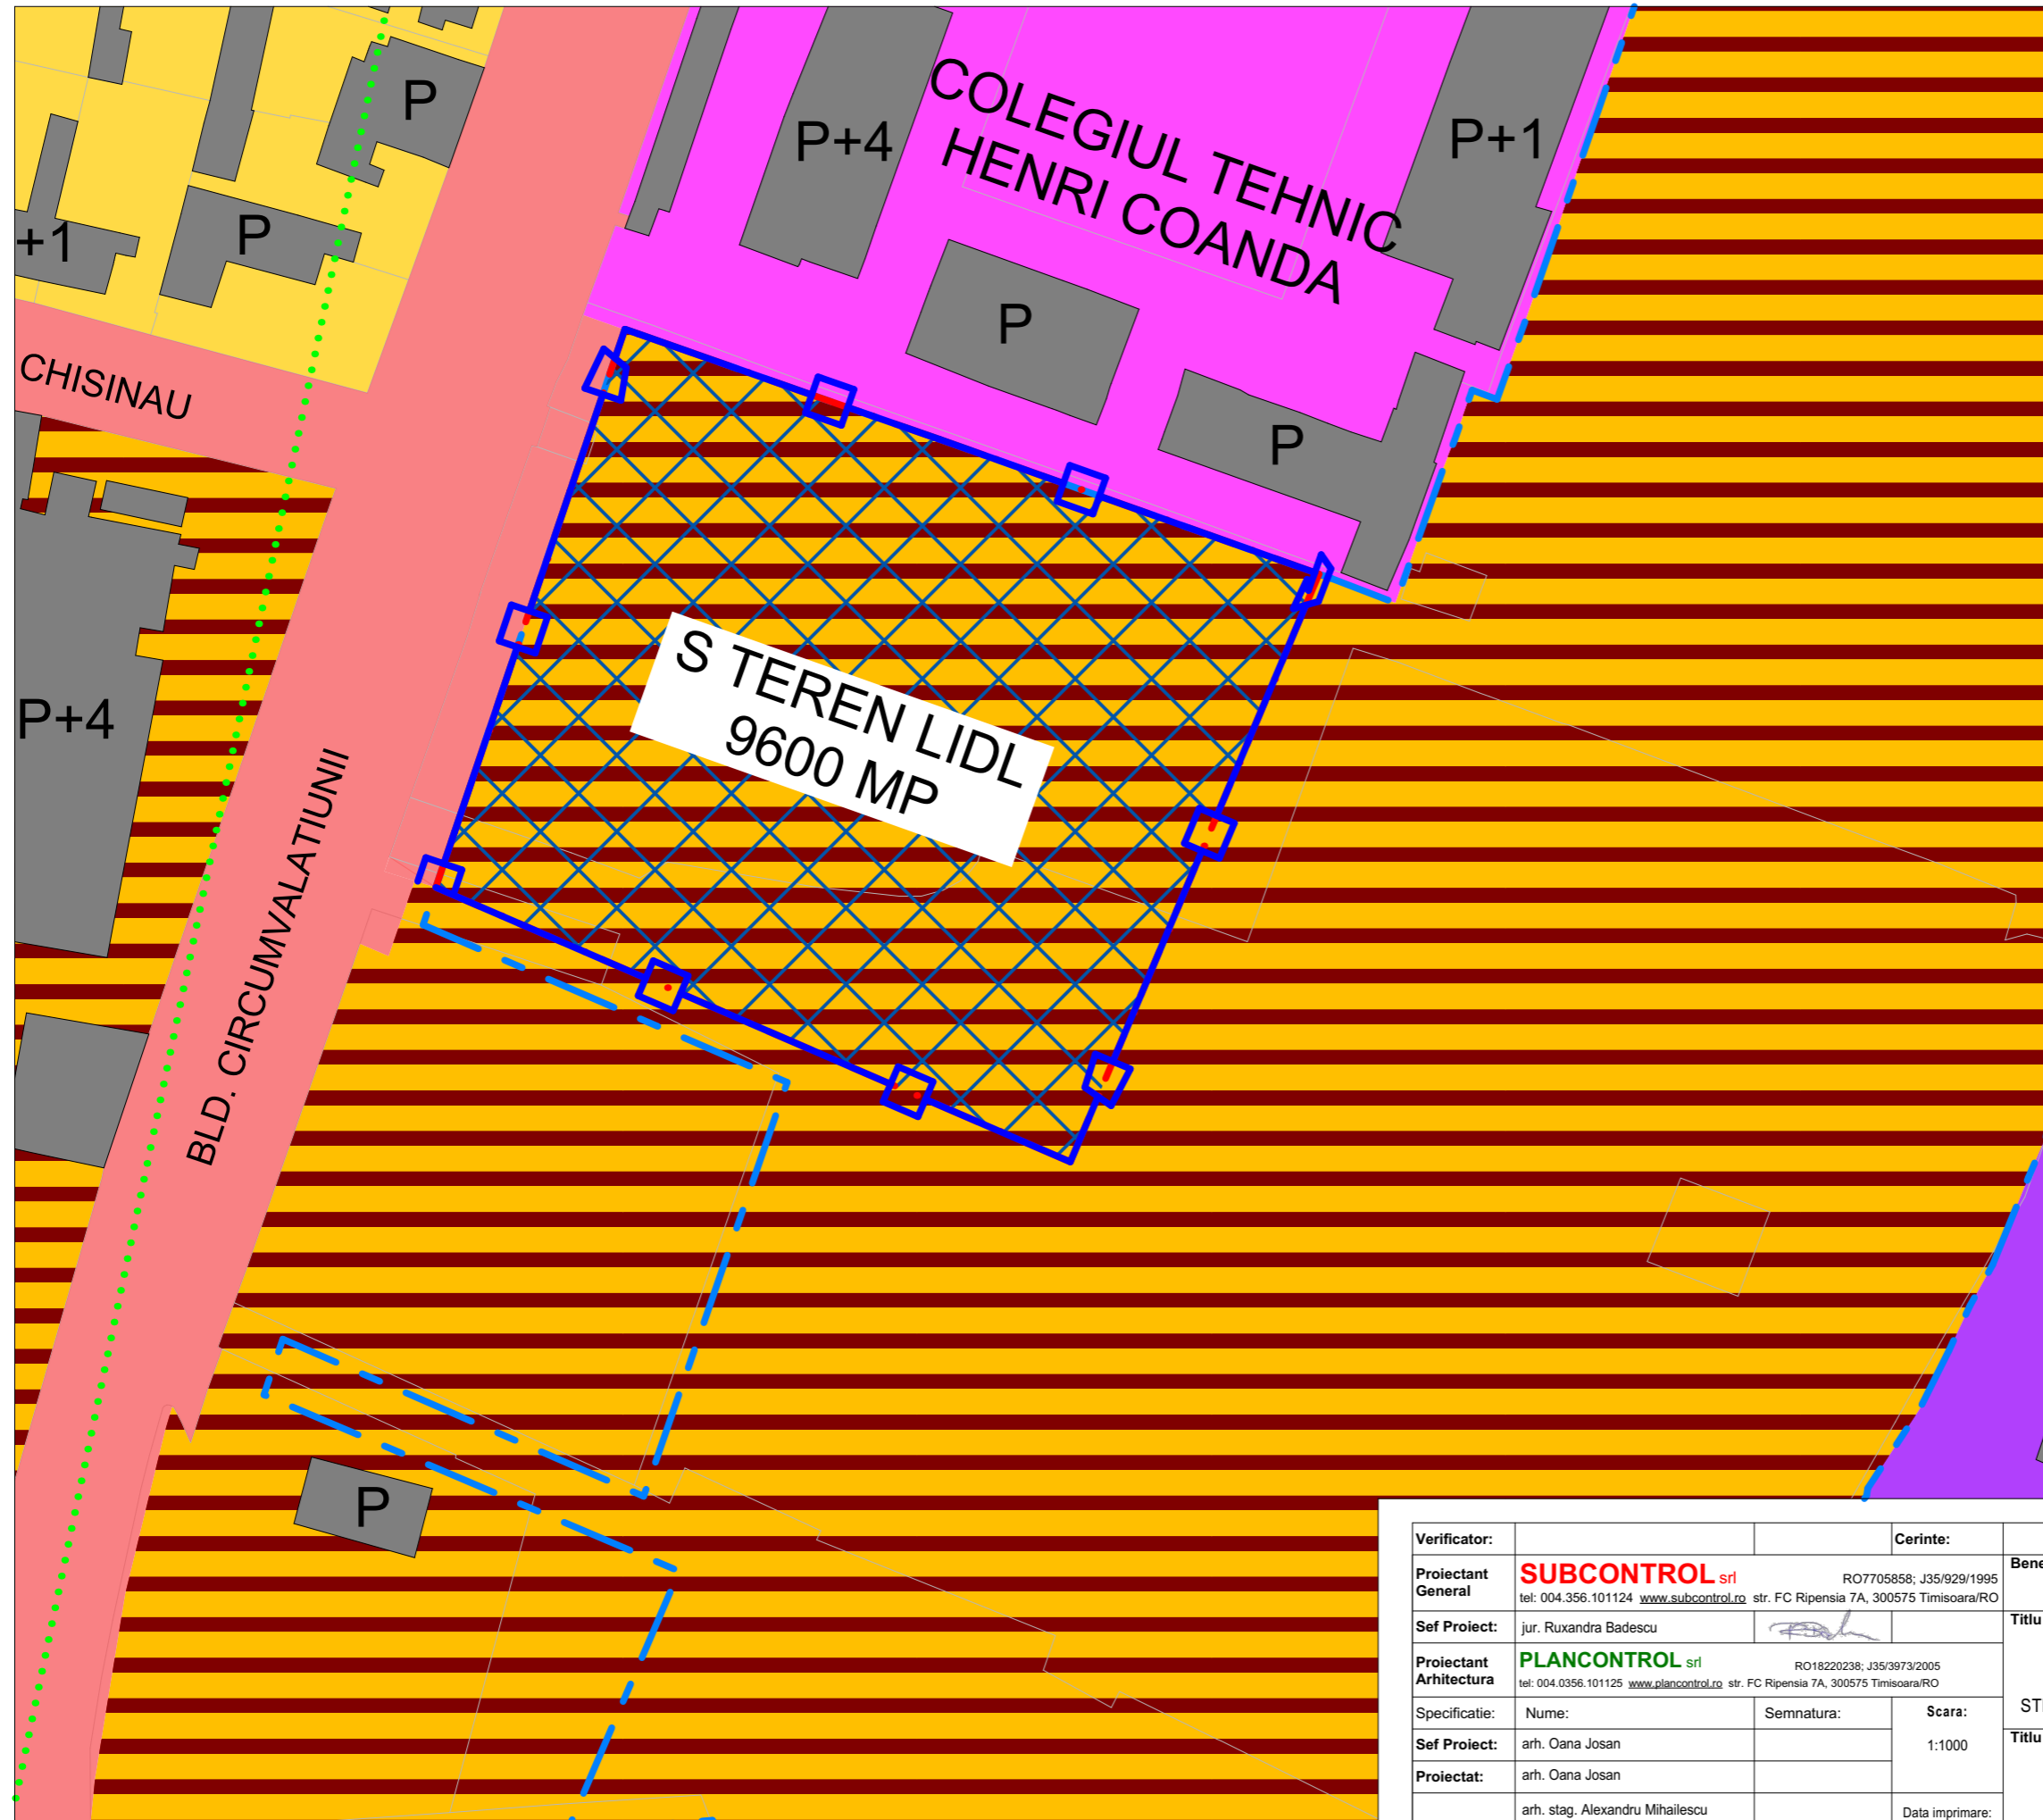 P
P+4
COLEGIUL TEHNIC
HENRI COANDA
P+1
+1
P
P
CHISINAU
P
P+4
S TEREN LIDL
9600 MP
BLD. CIRCUMVALATIUNII
P
Verificator:
Cerinte:
Proiectant
General
SUBCONTROL srl
RO7705858; J35/929/1995
tel: 004.356.101124 www.subcontrol.ro str. FC Ripensia 7A, 300575 Timisoara/RO
Bene
Sef Proiect:
jur. Ruxandra Badescu
Titlu
Proiectant
Arhitectura
PLANCONTROL srl
RO18220238; J35/3973/2005
tel: 004.0356.101125 www.plancontrol.ro str. FC Ripensia 7A, 300575 Timisoara/RO
Specificatie:
Nume:
Semnatura:
Scara:
Sef Proiect:
arh. Oana Josan
1:1000
Titlu
Proiectat:
arh. Oana Josan
arh. stag. Alexandru Mihailescu
Data imprimare: